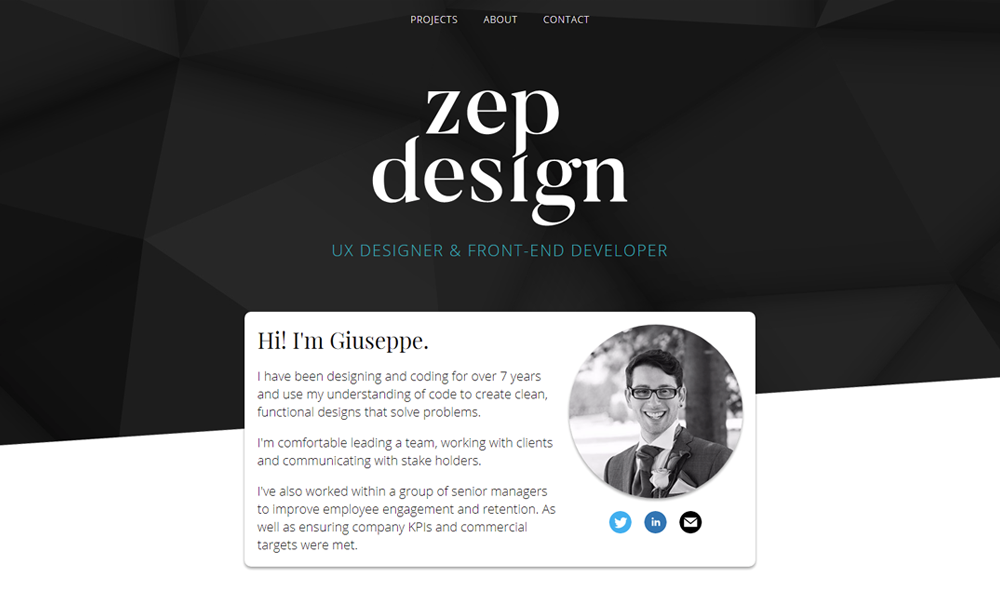 PROJECTS ABOUT CONTACT
zep
design
UX DESIGNER & FRONT-END DEVELOPER
Hi! I'm Giuseppe.
I have been designing and coding for over 7 years
and use my understanding of code to create clean,
functional designs that solve problems.
I'm comfortable leading a team, working with clients
and communicating with stake holders.
I've also worked within a group of senior managers
to improve employee engagement and retention. As
well as ensuring company KPIs and commercial
targets were met.
in